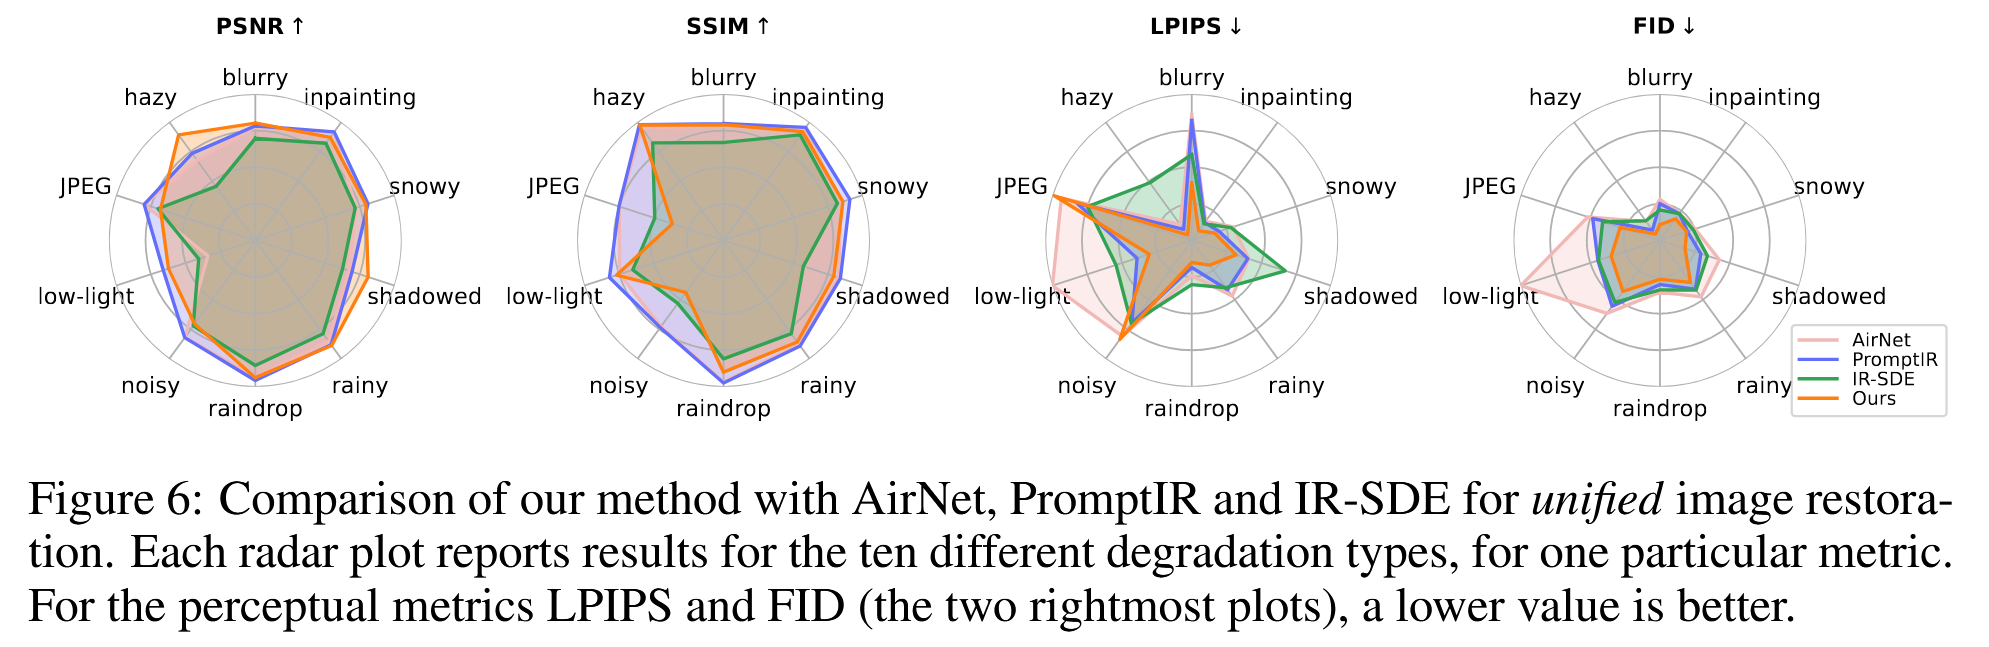 PSNR ↑
blurry
inpainting
snowy
shadowed
rainy
raindrop
noisy
low-light
JPEG
hazy
SSIM ↑
blurry
inpainting
snowy
shadowed
rainy
raindrop
noisy
low-light
JPEG
hazy
LPIPS ↓
blurry
inpainting
snowy
shadowed
rainy
raindrop
noisy
low-light
JPEG
hazy
FID ↓
blurry
inpainting
snowy
shadowed
rainy
raindrop
noisy
low-light
JPEG
hazy
AirNet
PromptIR
IR-SDE
Ours
Figure 6: Comparison of our method with AirNet, PromptIR and IR-SDE for unified image restora-
tion. Each radar plot reports results for the ten different degradation types, for one particular metric.
For the perceptual metrics LPIPS and FID (the two rightmost plots), a lower value is better.